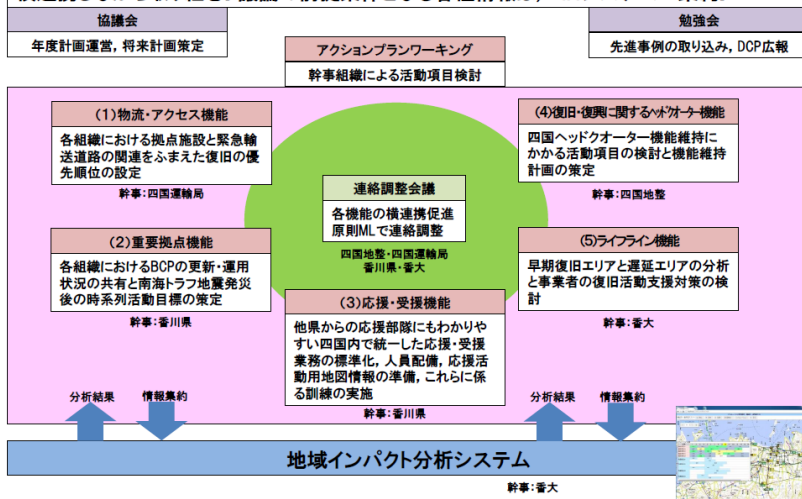 協議会
年度計画運営，将来計画策定
アクションプランワーキング
幹事組織による活動項目検討
勉強会
先進事例の取り込み，DCP広報
(1)物流・アクセス機能
各組織における拠点施設と緊急輸
送道路の関連をふまえた復旧の優
先順位の設定
幹事：四国運輸局
(2)重要拠点機能
各組織におけるBCPの更新・運用
状況の共有と南海トラフ地震発災
後の時系列活動目標の策定
幹事：香川県
連絡調整会議
各機能の横連携促進
原則MLで連絡調整
四国地整・四国運輸局
香川県・香大
(3)応援・受援機能
他県からの応援部隊にもわかりや
すい四国内で統一した応援・受援
業務の標準化，人員配備，応援活
動用地図情報の準備，これらに係
る訓練の実施
幹事：香川県
(4)復旧・復興に関するヘッドクオーター機能
四国ヘッドクオーター機能維持に
かかる活動項目の検討と機能維持
計画の策定
幹事：四国地整
(5)ライフライン機能
早期復旧エリアと遅延エリアの分析
と事業者の復旧活動支援対策の検
討
幹事：香大
分析結果
情報集約
分析結果
情報集約
地域インパクト分析システム
幹事：香大